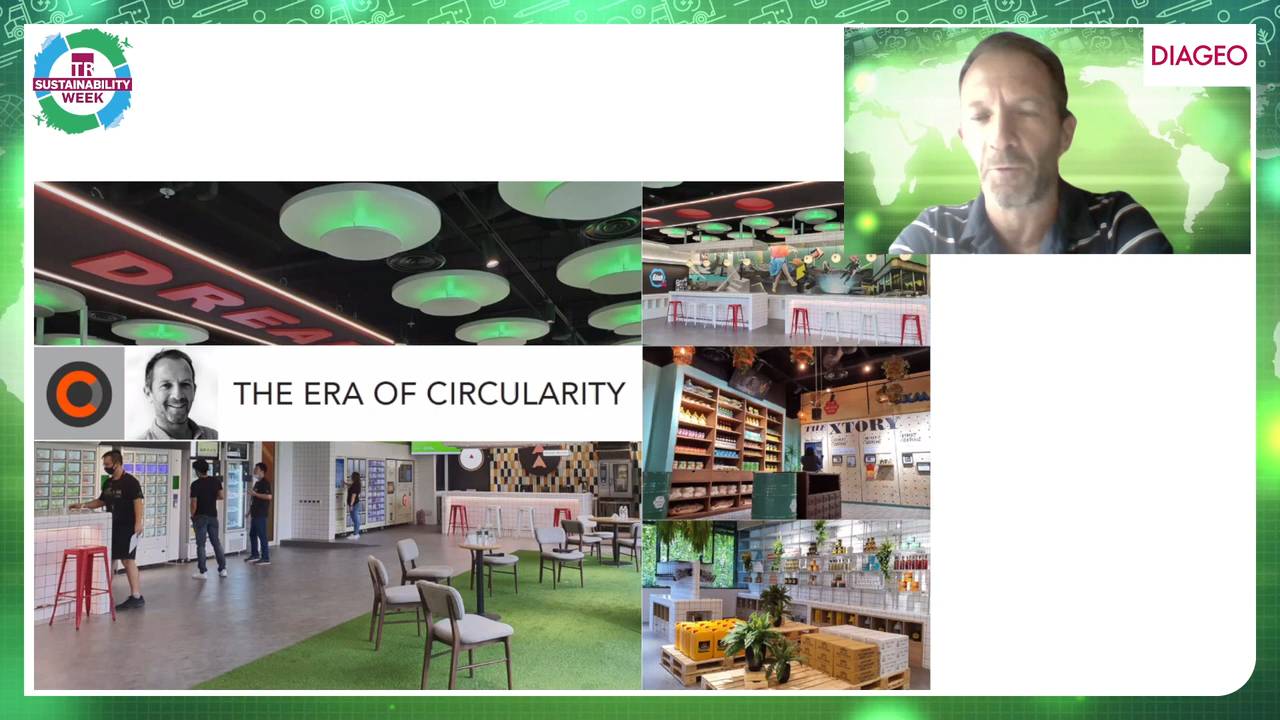 TR
SUSTAINABILITY
WEEK
DIAGEO
DREA
THE ERA OF CIRCULARITY
XTORY